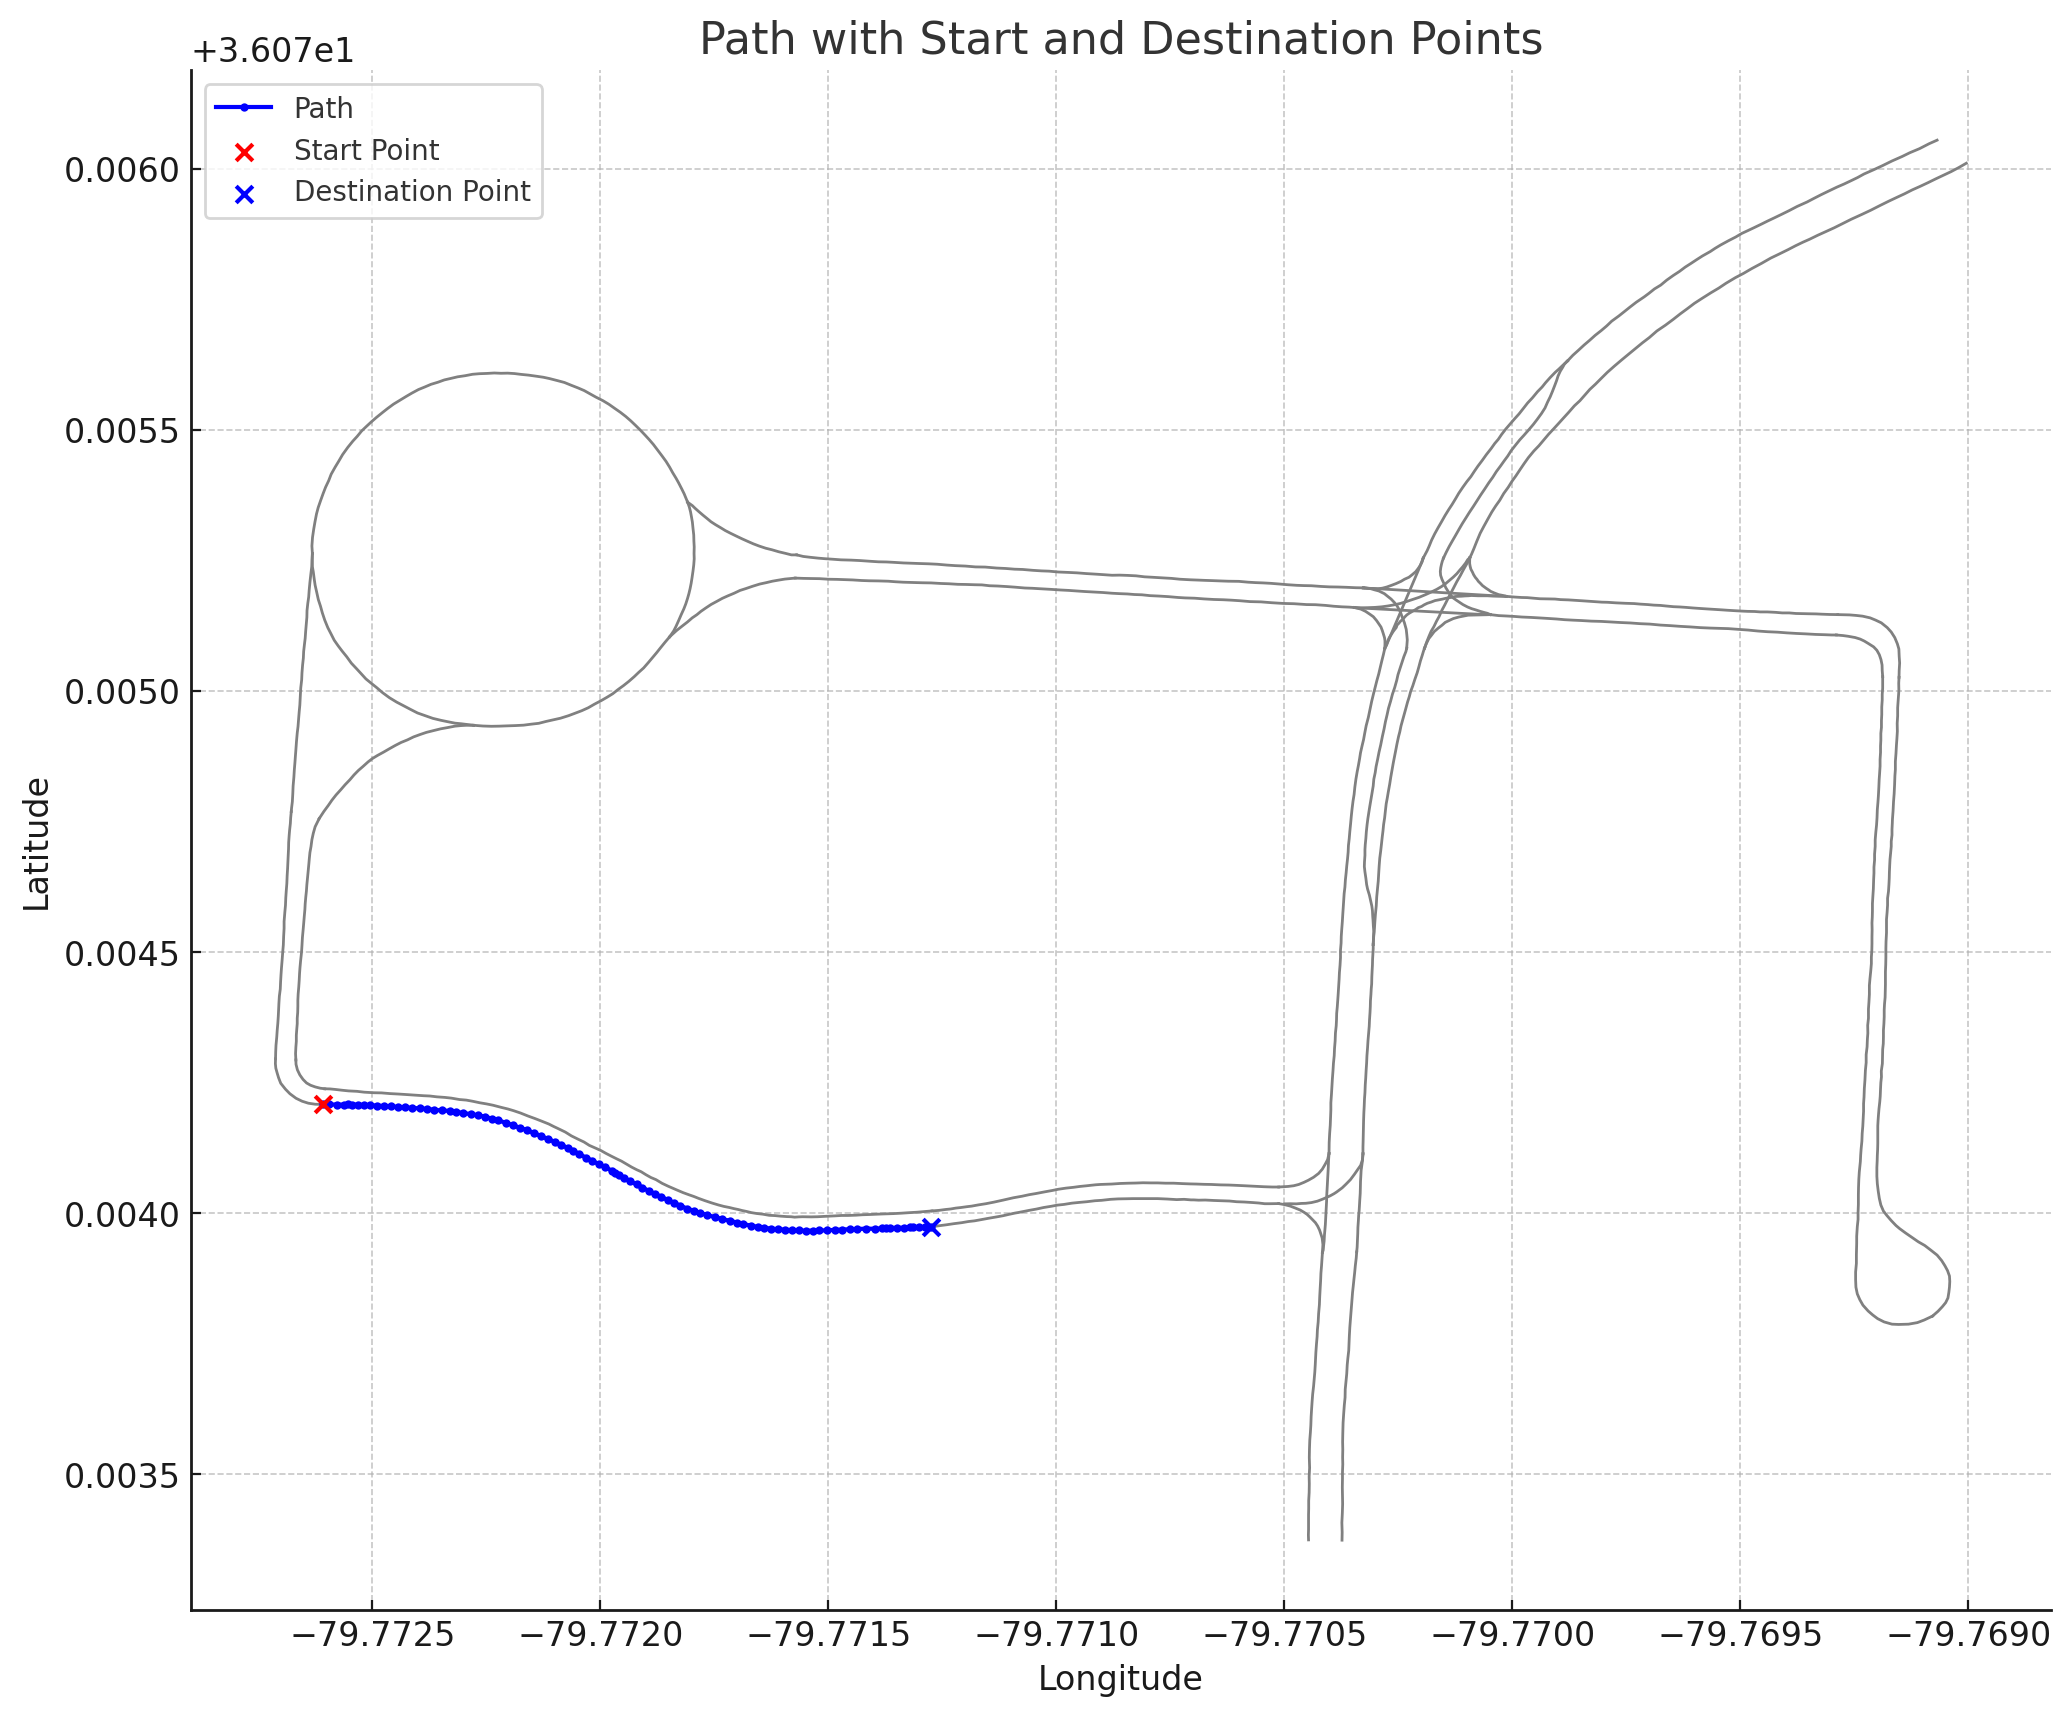 Path with Start and Destination Points
+3.607e1
Path
Start Point
Destination Point
0.0060
0.0055
0.0050
0.0045
0.0040
0.0035
Latitude
−79.7725
−79.7720
−79.7715
−79.7710
−79.7705
−79.7700
−79.7695
−79.7690
Longitude